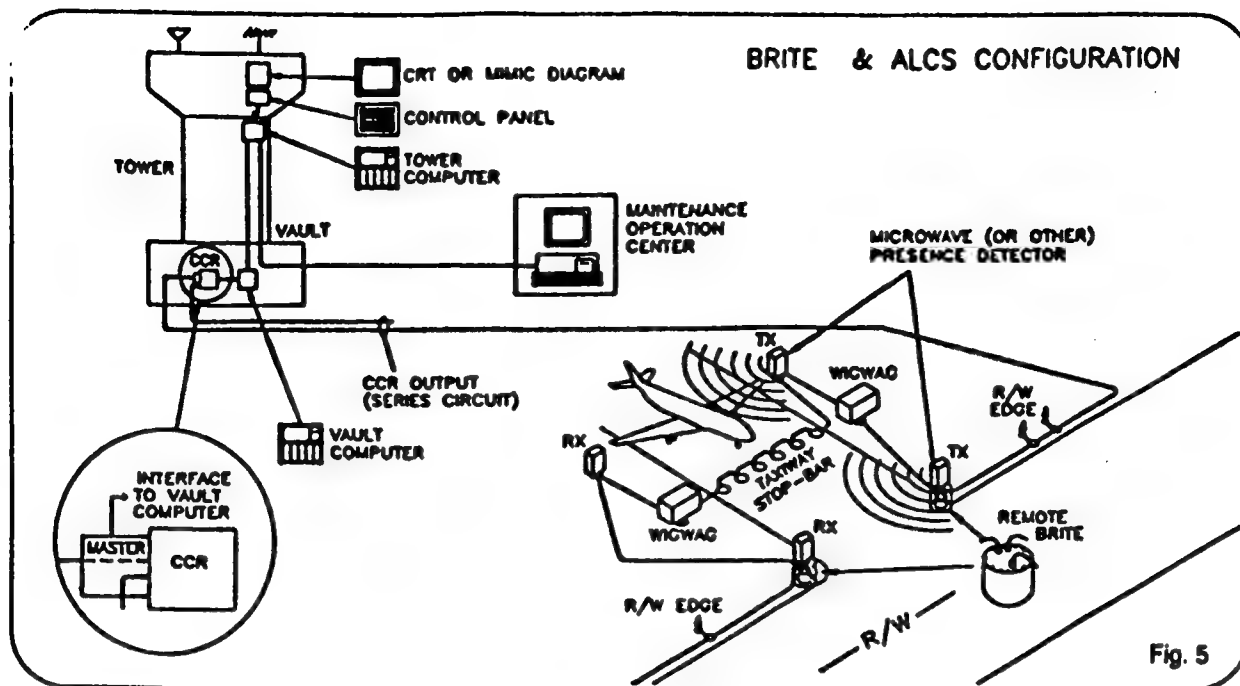 BRITE & ALCS CONFIGURATION
CRT OR MIMIC DIAGRAM
CONTROL PANEL
TOWER
COMPUTER
TOWER
VAULT
MAINTENANCE
OPERATION
CENTER
CCR
MICROWAVE (OR OTHER)
PRESENCE DETECTOR
CCR OUTPUT
(SERIES CIRCUIT)
VAULT
COMPUTER
INTERFACE
TO VAULT
COMPUTER
MASTER
CCR
TX
WIGWAG
R/W
EDGE
TX
RX
TAXIWAY
STOP-BAR
WIGWAG
RX
REMOTE
BRITE
R/W EDGE
R/W
Fig. 5